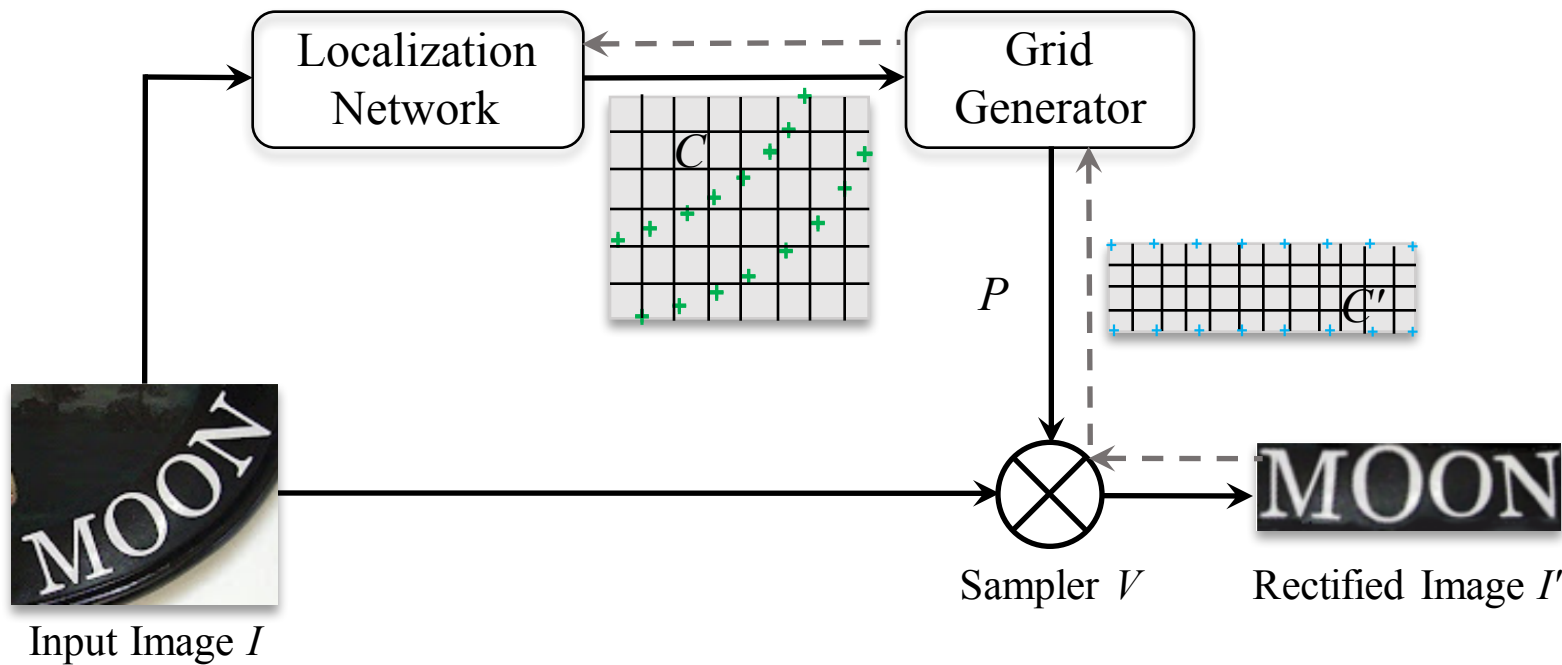 Localization
Network
Grid
Generator
C
P
C'
MOON
MOON
Sampler V
Rectified Image I'
Input Image I